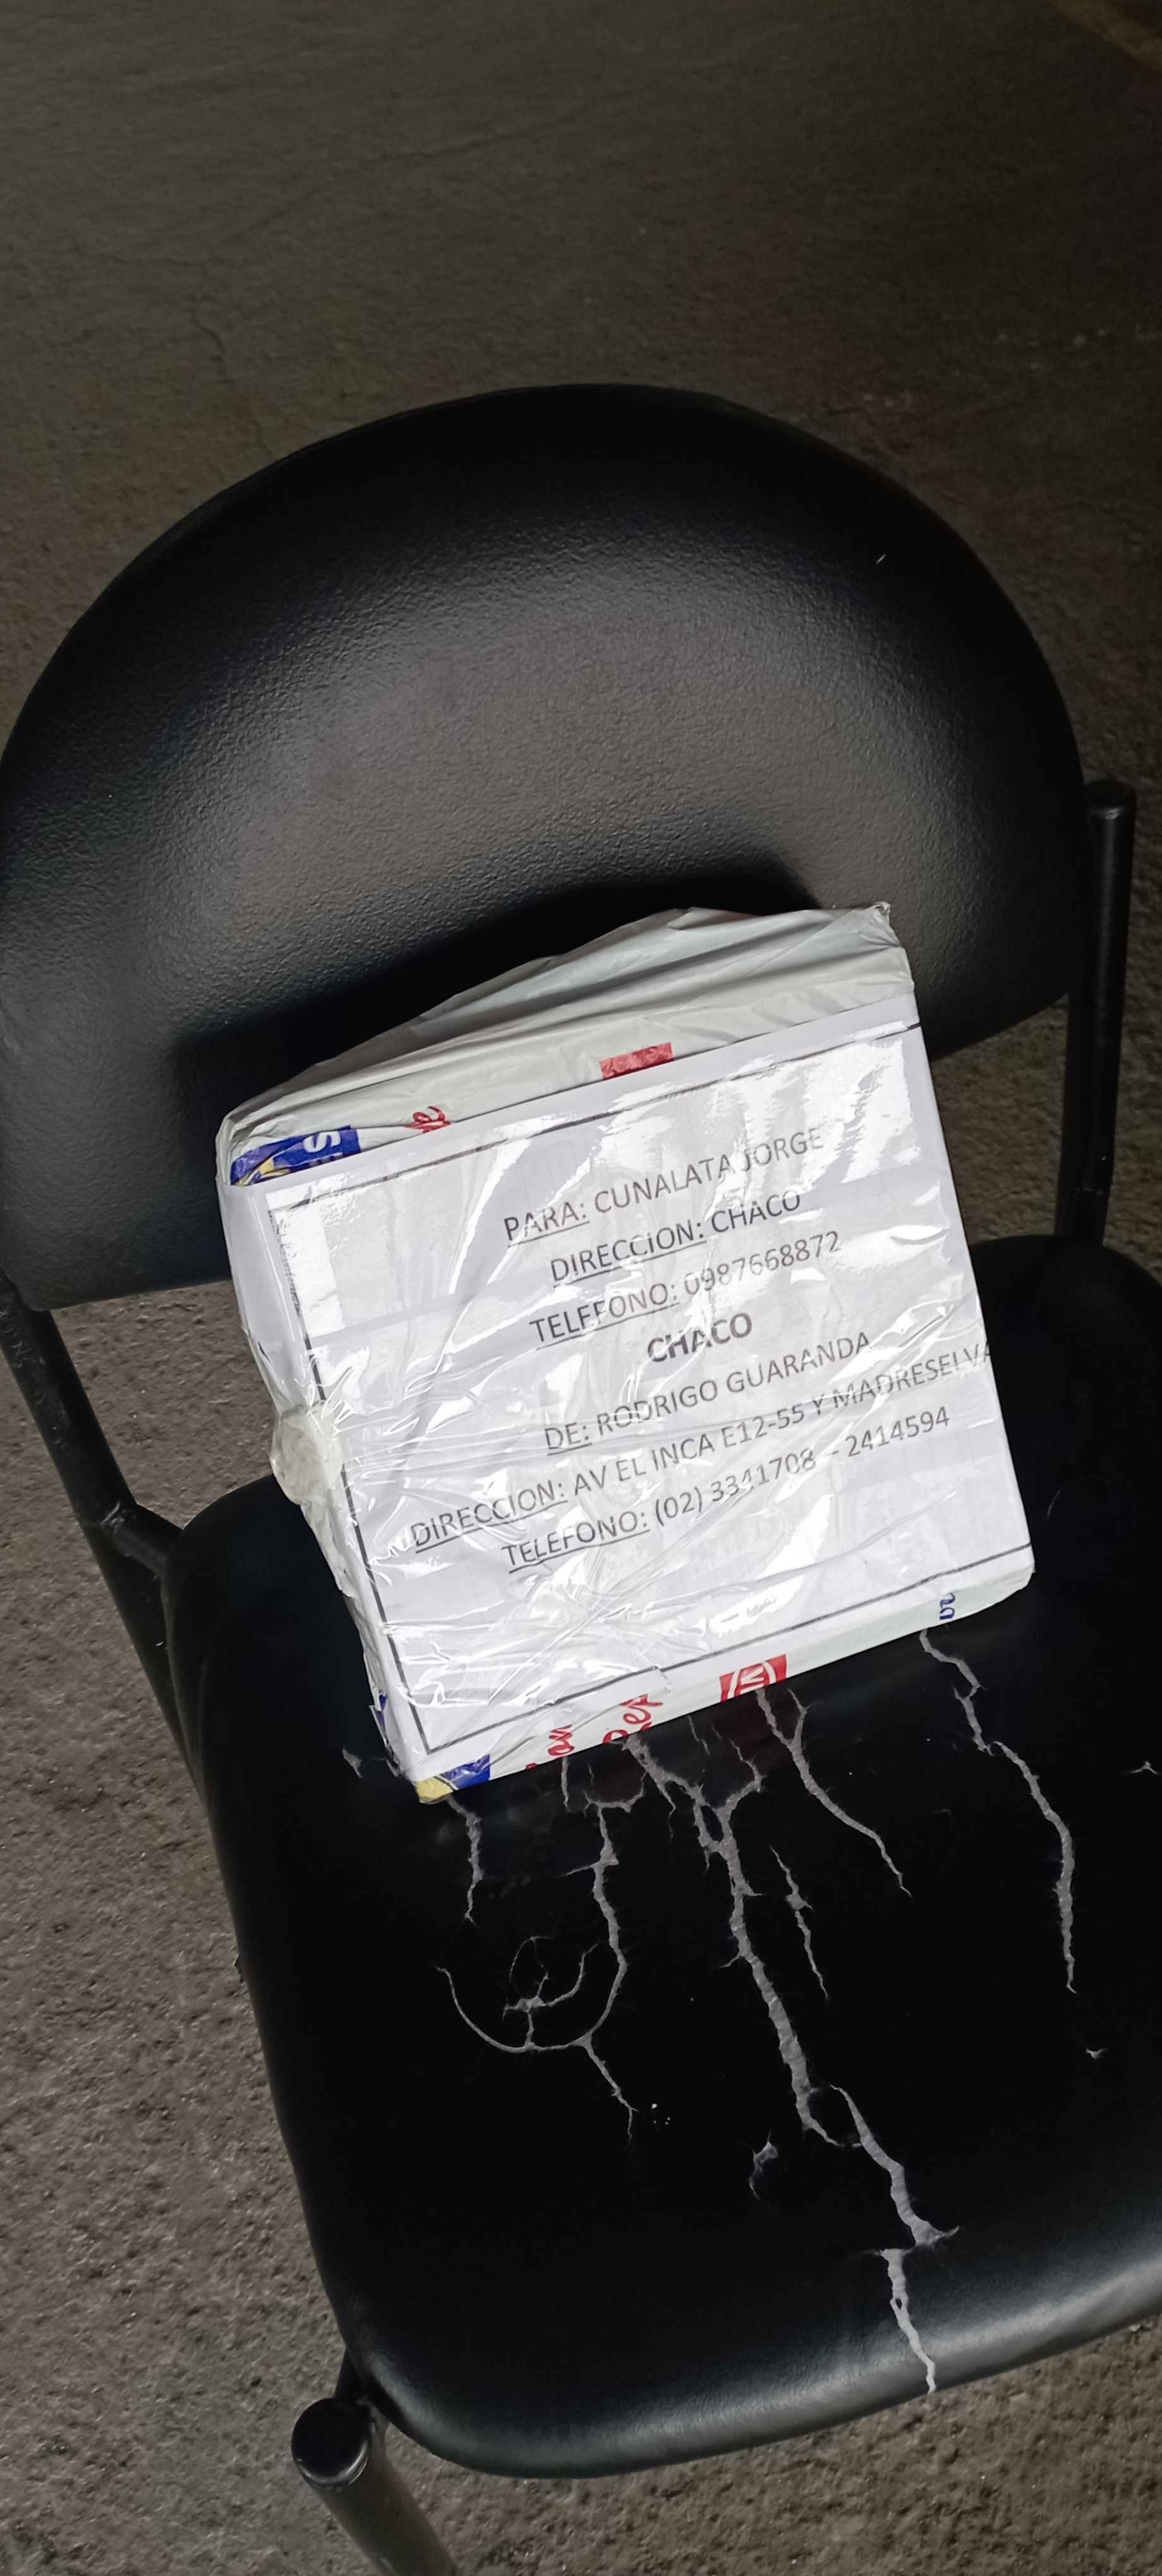 PARA: CUNALATA JORGE
DIRECCION: CHACO
TELEFONO: 0987668872
CHACO
DE: RODRIGO GUARANDA
DIRECCION: AV EL INCA E12-55 Y MADRESELVA
TELEFONO: (02) 3341708 – 2414594